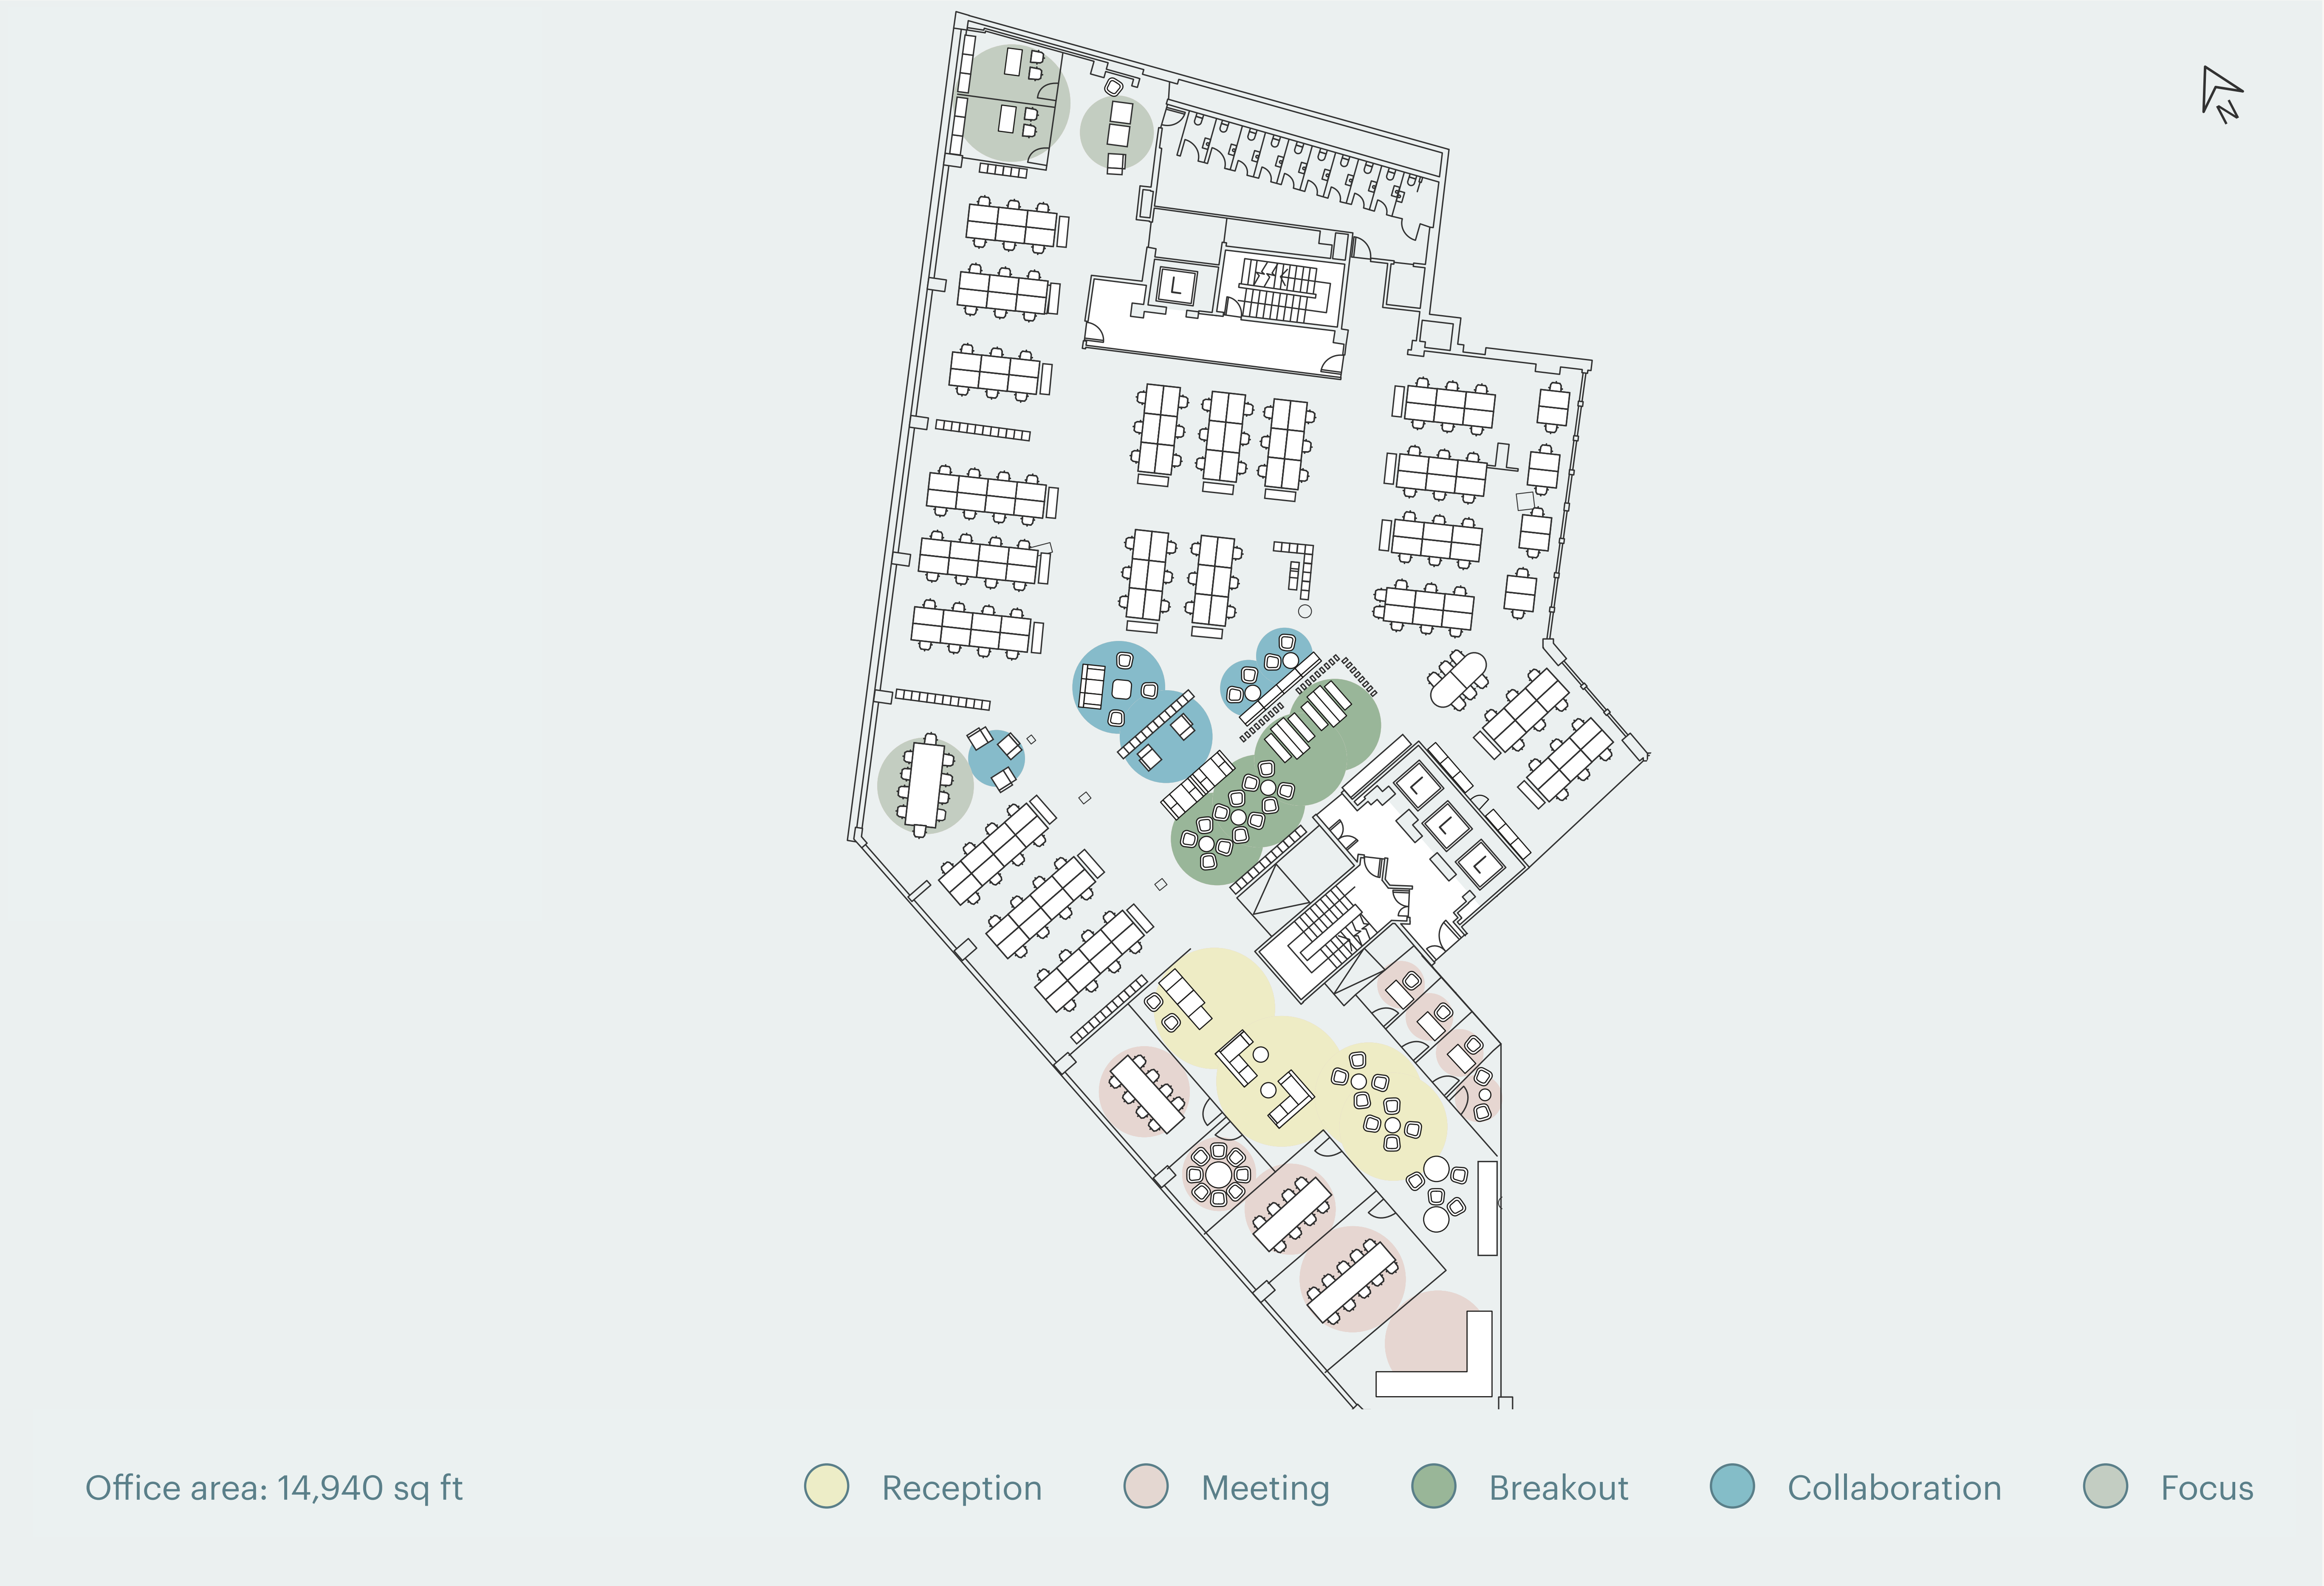 N
L
L
L
L
Office area: 14,940 sq ft
Reception
Meeting
Breakout
Collaboration
Focus